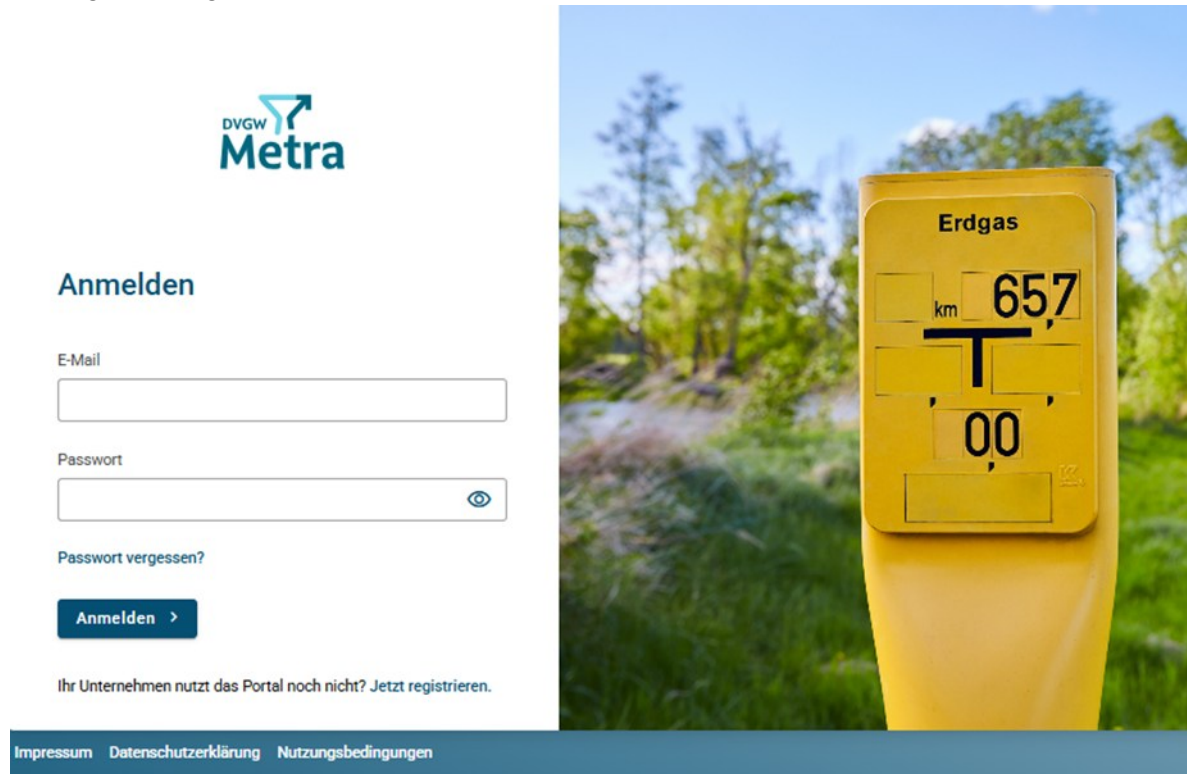 DVGW
Metra
Anmelden
E-Mail
Passwort
Passwort vergessen?
Anmelden >
Ihr Unternehmen nutzt das Portal noch nicht? Jetzt registrieren.
Impressum Datenschutzerklärung Nutzungsbedingungen
Erdgas
km 65,7
T
, ,
0,0